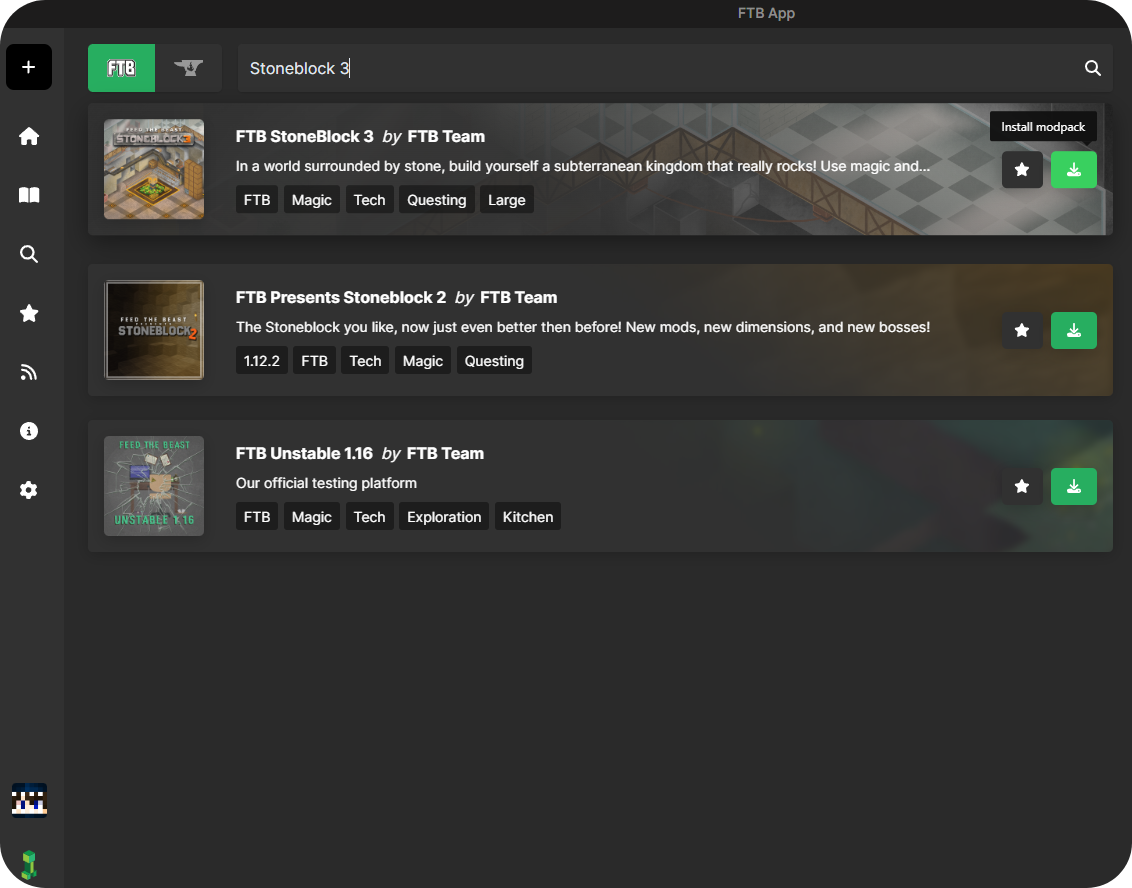 FTB App
FTB
Stoneblock 3
FEED THE BEAST
STONEBLOCK 3
FTB StoneBlock 3 by FTB Team
Install modpack
In a world surrounded by stone, build yourself a subterranean kingdom that really rocks! Use magic and...
FTB Magic Tech Questing Large
FEED THE BEAST
PRESENTS
STONEBLOCK 2
FTB Presents Stoneblock 2 by FTB Team
The Stoneblock you like, now just even better then before! New mods, new dimensions, and new bosses!
1.12.2 FTB Tech Magic Questing
FEED THE BEAST
UNSTABLE 1.16
FTB Unstable 1.16 by FTB Team
Our official testing platform
FTB Magic Tech Exploration Kitchen